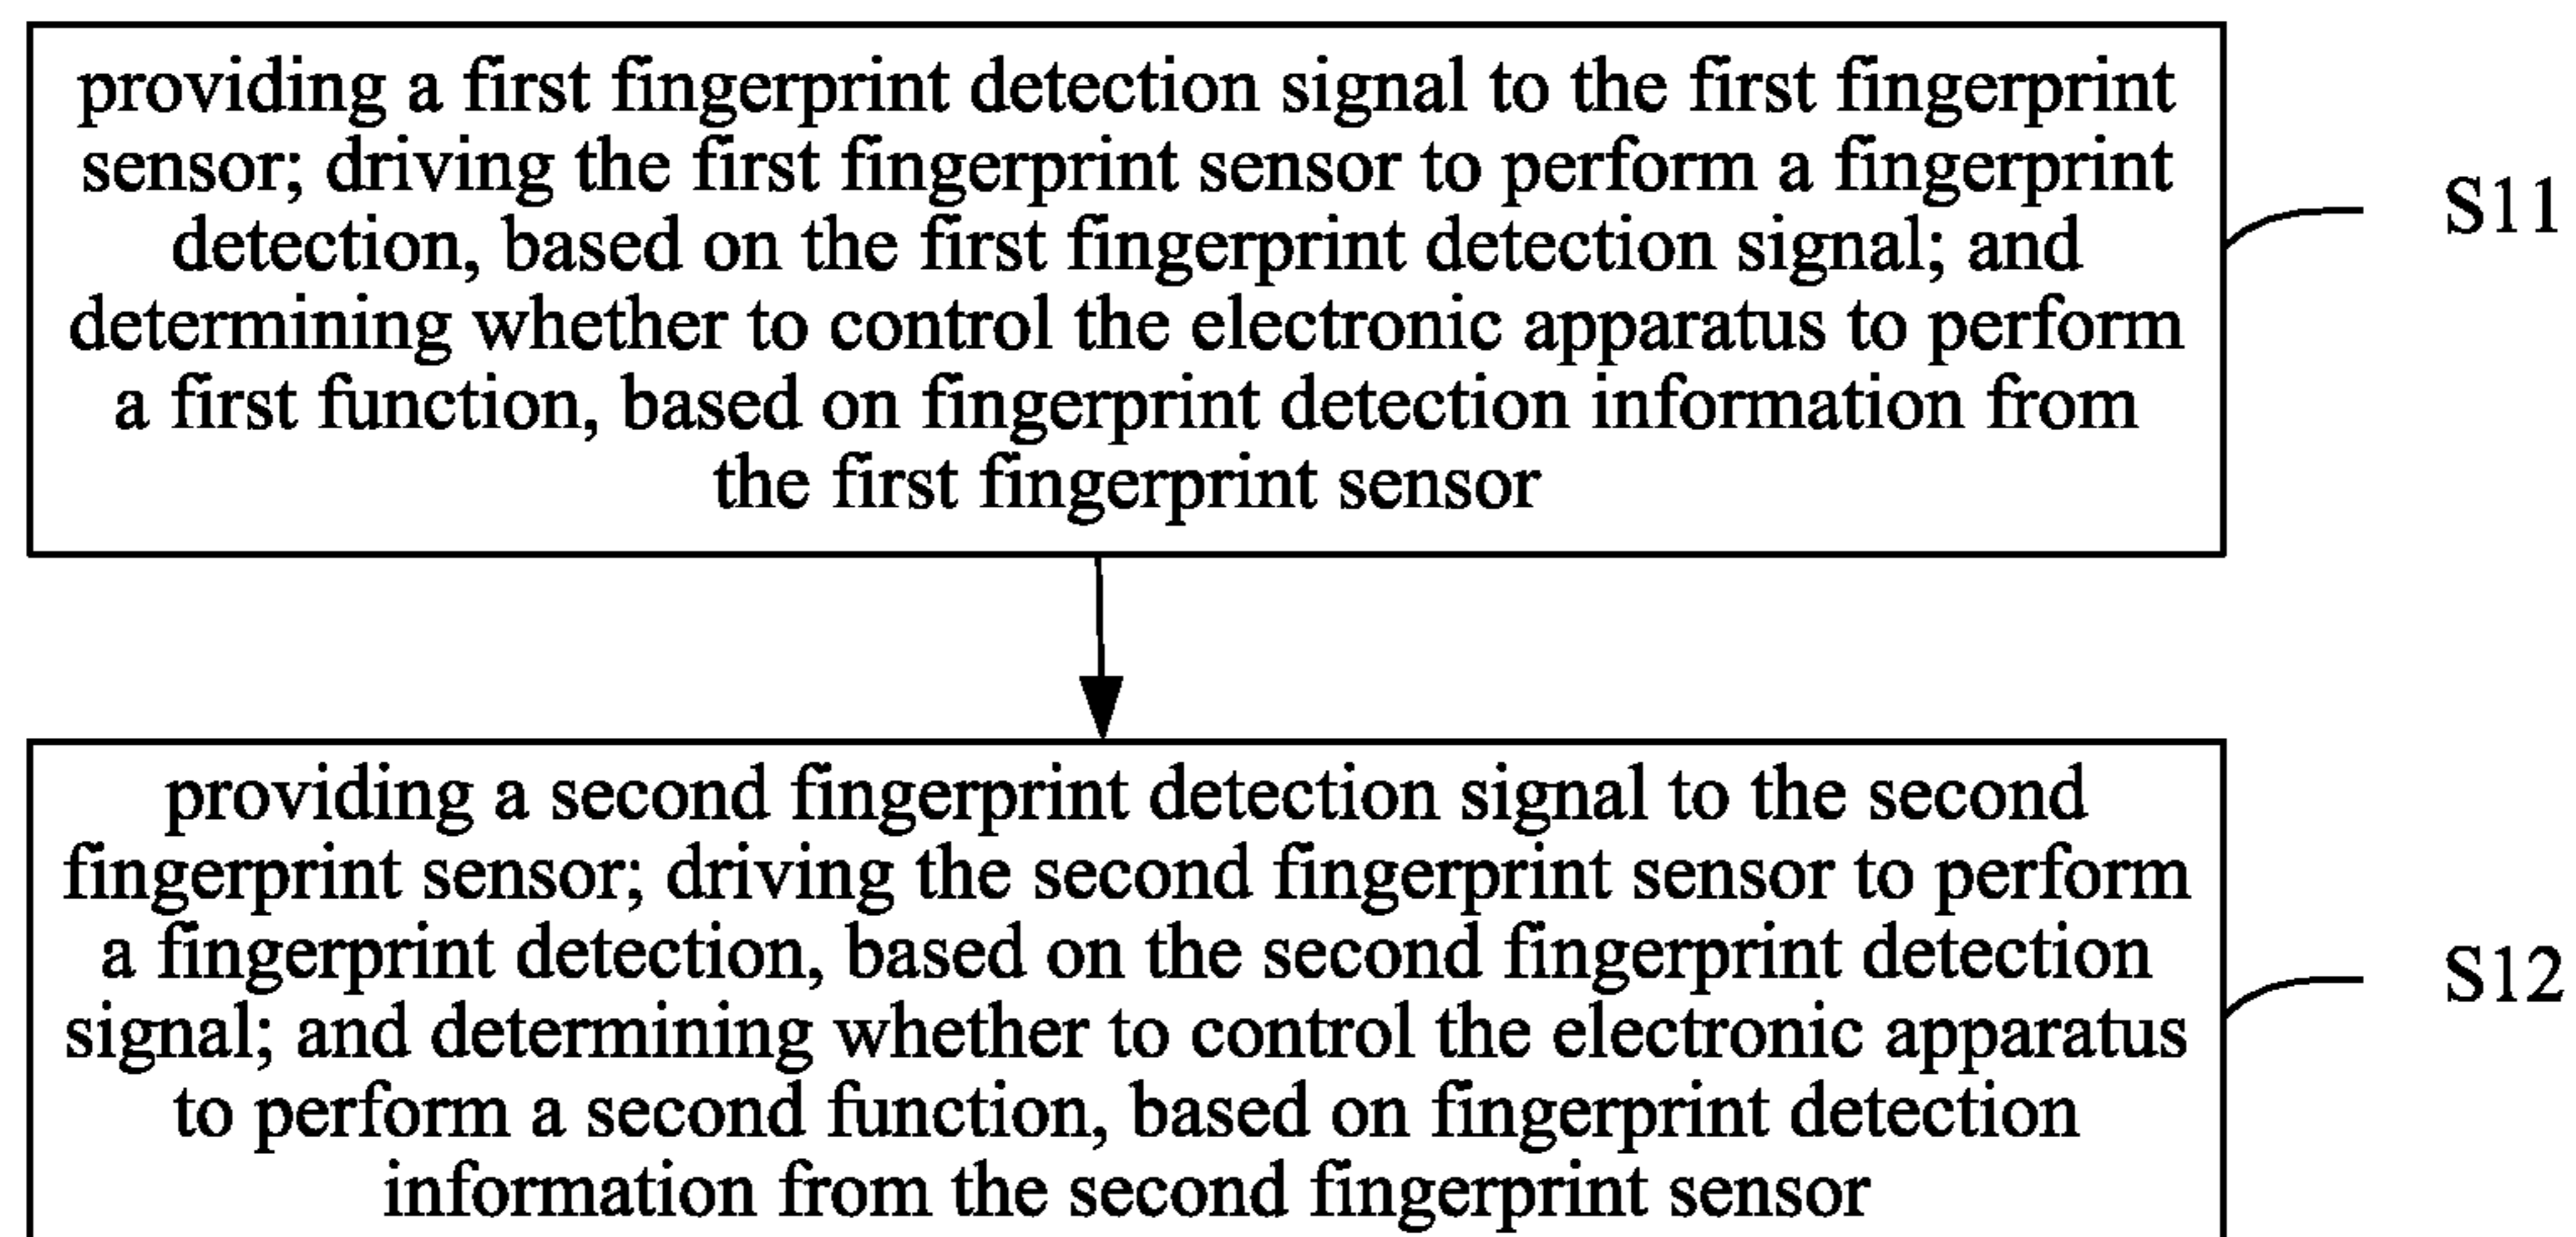 providing a first fingerprint detection signal to the first fingerprint
sensor; driving the first fingerprint sensor to perform a fingerprint
detection, based on the first fingerprint detection signal; and
determining whether to control the electronic apparatus to perform
a first function, based on fingerprint detection information from
the first fingerprint sensor
S11
providing a second fingerprint detection signal to the second
fingerprint sensor; driving the second fingerprint sensor to perform
a fingerprint detection, based on the second fingerprint detection
signal; and determining whether to control the electronic apparatus
to perform a second function, based on fingerprint detection
information from the second fingerprint sensor
S12